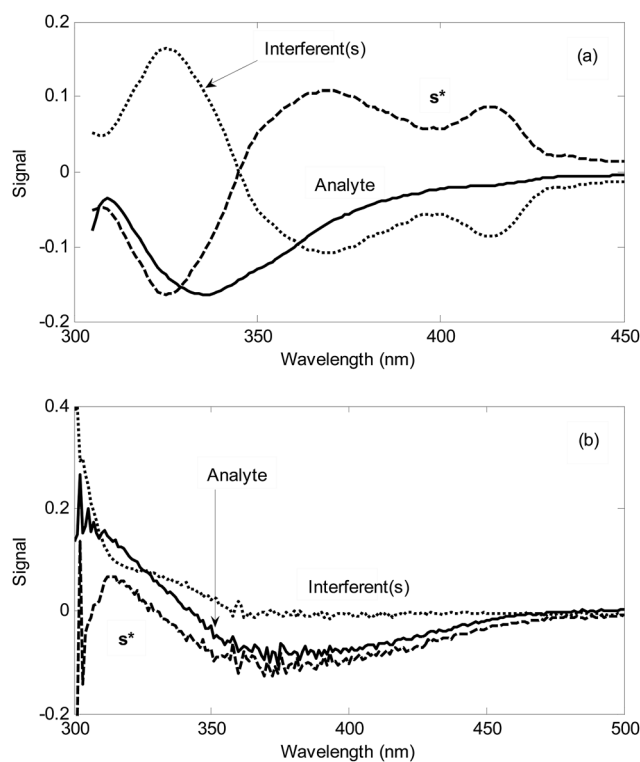 0.2
(a)
Interferent(s)
0.1
s*
Signal
0
Analyte
-0.1
-0.2
300
350
400
450
Wavelength (nm)
0.4
(b)
Analyte
0.2
Signal
Interferent(s)
0
s*
-0.2
300
350
400
450
500
Wavelength (nm)